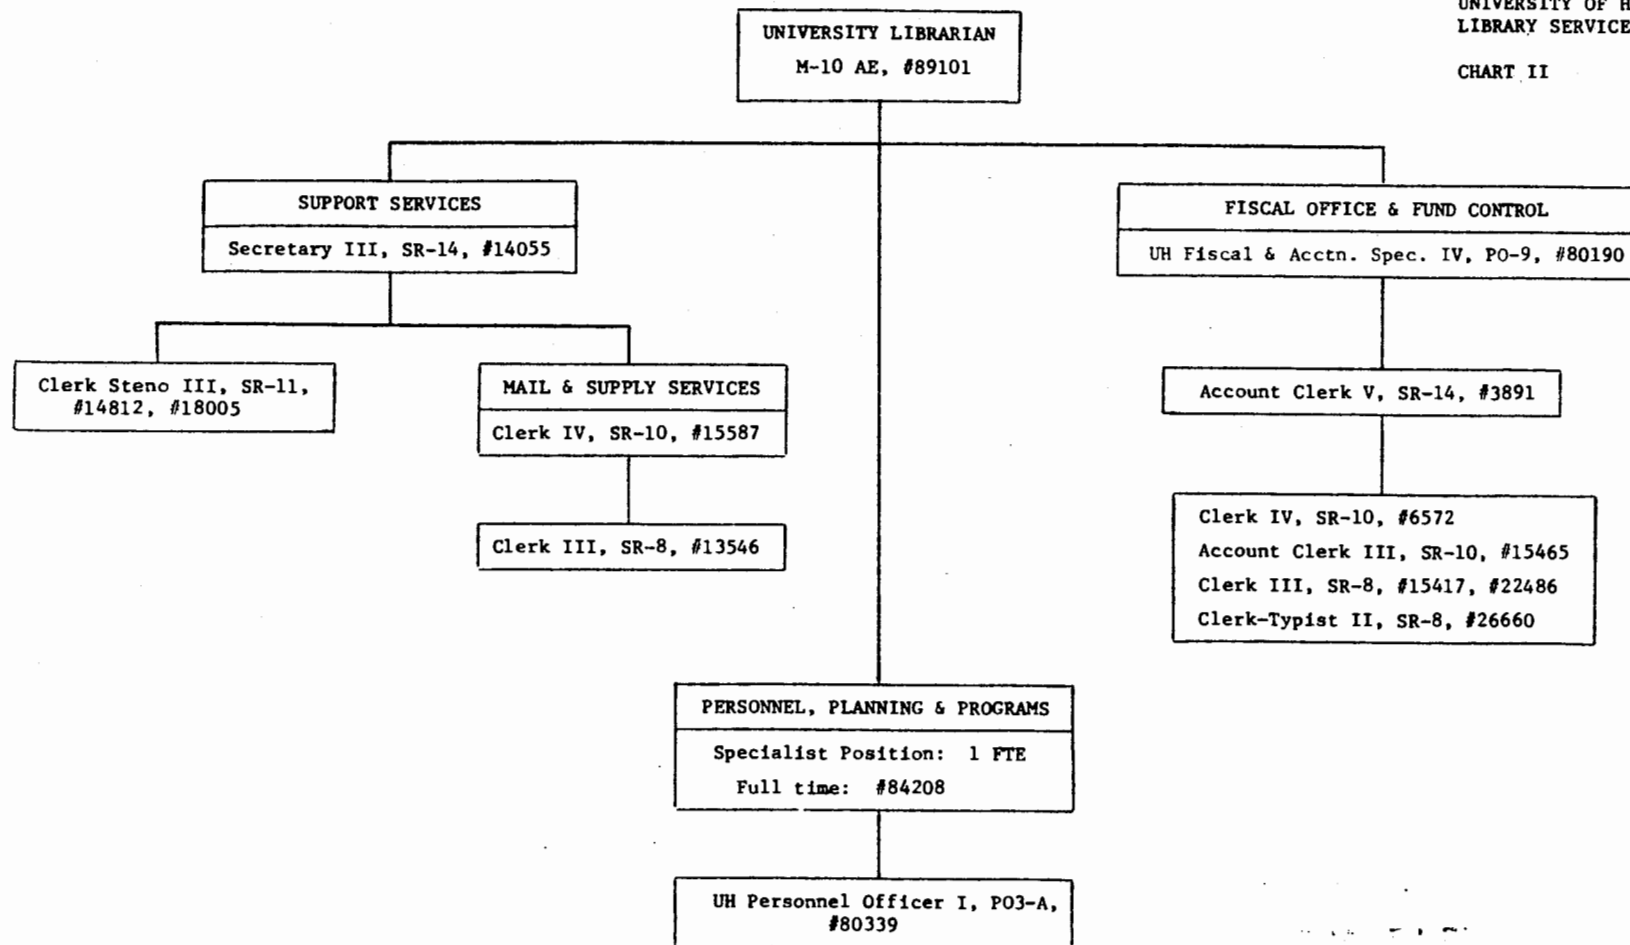 UNIVERSITY OF H
LIBRARY SERVICE
CHART II
UNIVERSITY LIBRARIAN
M-10 AE, #89101
SUPPORT SERVICES
Secretary III, SR-14, #14055
FISCAL OFFICE & FUND CONTROL
UH Fiscal & Acctn. Spec. IV, PO-9, #80190
Clerk Steno III, SR-11,
#14812, #18005
MAIL & SUPPLY SERVICES
Clerk IV, SR-10, #15587
Clerk III, SR-8, #13546
Account Clerk V, SR-14, #3891
Clerk IV, SR-10, #6572
Account Clerk III, SR-10, #15465
Clerk III, SR-8, #15417, #22486
Clerk-Typist II, SR-8, #26660
PERSONNEL, PLANNING & PROGRAMS
Specialist Position: 1 FTE
Full time: #84208
UH Personnel Officer I, PO3-A,
#80339